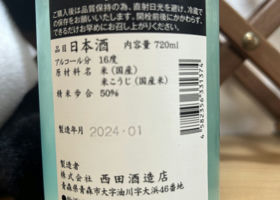 ご購入後は品質保持の為、直射日光を避け、冷蔵で
の保存をお願いいたします。開栓前後にかかわらず、
できるだけお早めにお召し上がり下さい。
品目 日本酒 内容量 720ml
アルコール分 16度
原材料名 米(国産)
米こうじ(国産米)
精米歩合 50%
製造年月 2024.01
製造者
株式会社 西田酒造店
青森県青森市大字油川字大浜46番地
4582356331374